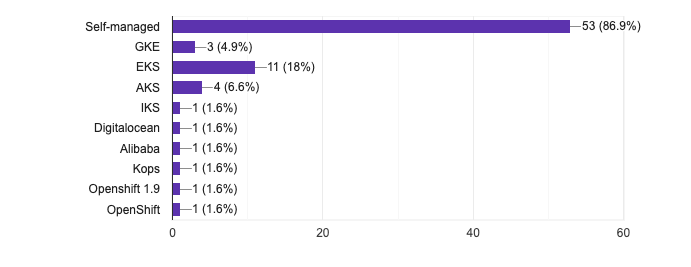 Self-managed 53 (86.9%)
GKE 3 (4.9%)
EKS 11 (18%)
AKS 4 (6.6%)
IKS 1 (1.6%)
Digitalocean 1 (1.6%)
Alibaba 1 (1.6%)
Kops 1 (1.6%)
Openshift 1.9 1 (1.6%)
OpenShift 1 (1.6%)
0 20 40 60